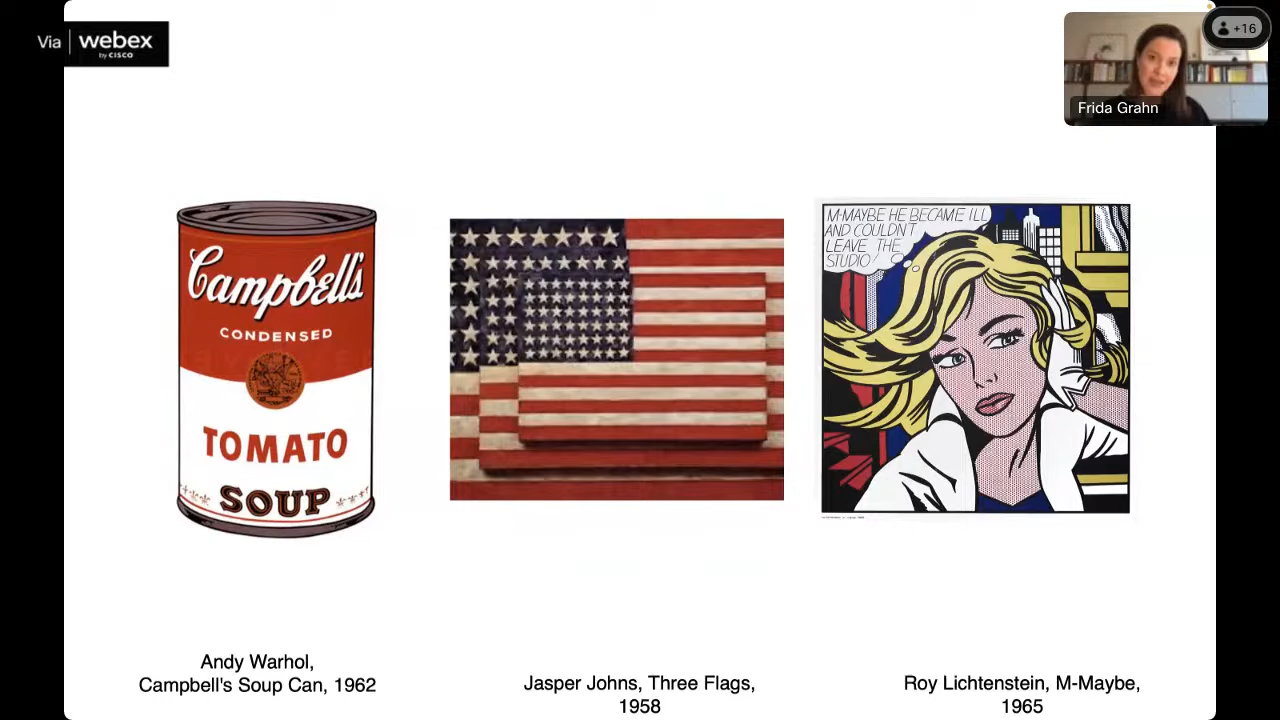 Via webex
by CISCO
+16
Frida Grahn
Campbell's
CONDENSED
TOMATO
SOUP
M-MAYBE HE BECAME ILL
AND COULDN'T
LEAVE THE
STUDIO
Andy Warhol,
Campbell's Soup Can, 1962
Jasper Johns, Three Flags,
1958
Roy Lichtenstein, M-Maybe,
1965